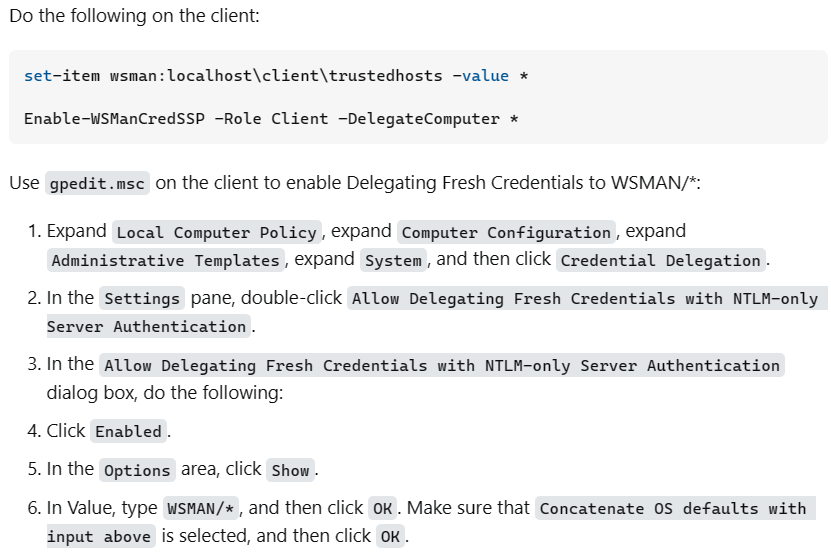 Do the following on the client:
set-item wsman:localhost\client\trustedhosts -value *
Enable-WSManCredSSP -Role Client -DelegateComputer *
Use gpedit.msc on the client to enable Delegating Fresh Credentials to WSMAN/*:
1. Expand Local Computer Policy, expand Computer Configuration, expand
Administrative Templates, expand System, and then click Credential Delegation.
2. In the Settings pane, double-click Allow Delegating Fresh Credentials with NTLM-only
Server Authentication.
3. In the Allow Delegating Fresh Credentials with NTLM-only Server Authentication
dialog box, do the following:
4. Click Enabled.
5. In the Options area, click Show.
6. In Value, type WSMAN/*, and then click OK. Make sure that Concatenate OS defaults with
input above is selected, and then click OK.